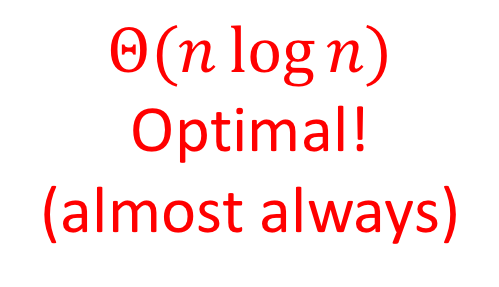 Θ(n log n)
Optimal!
(almost always)